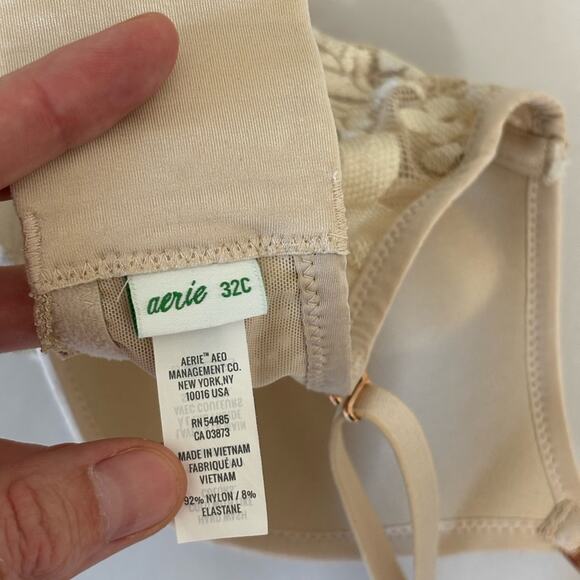 aerie 32C
AERIE™ AEO
MANAGEMENT CO.
NEW YORK,NY
10016 USA
RN 54485
CA 03873
MADE IN VIETNAM
FABRIQUÉ AU
VIETNAM
92% NYLON / 8%
ELASTANE